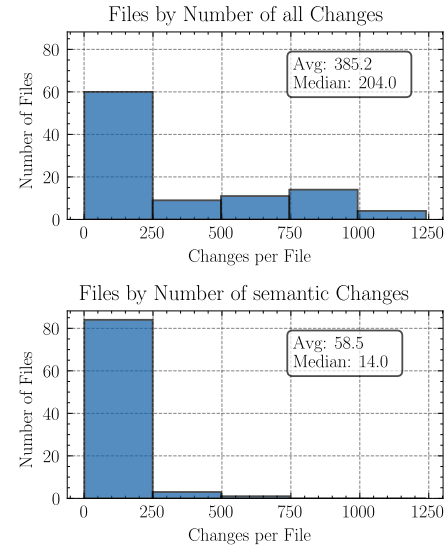 Files by Number of all Changes
80
60
40
20
0
Number of Files
Avg: 385.2
Median: 204.0
0 250 500 750 1000 1250
Changes per File
Files by Number of semantic Changes
80
60
40
20
0
Number of Files
Avg: 58.5
Median: 14.0
0 250 500 750 1000 1250
Changes per File